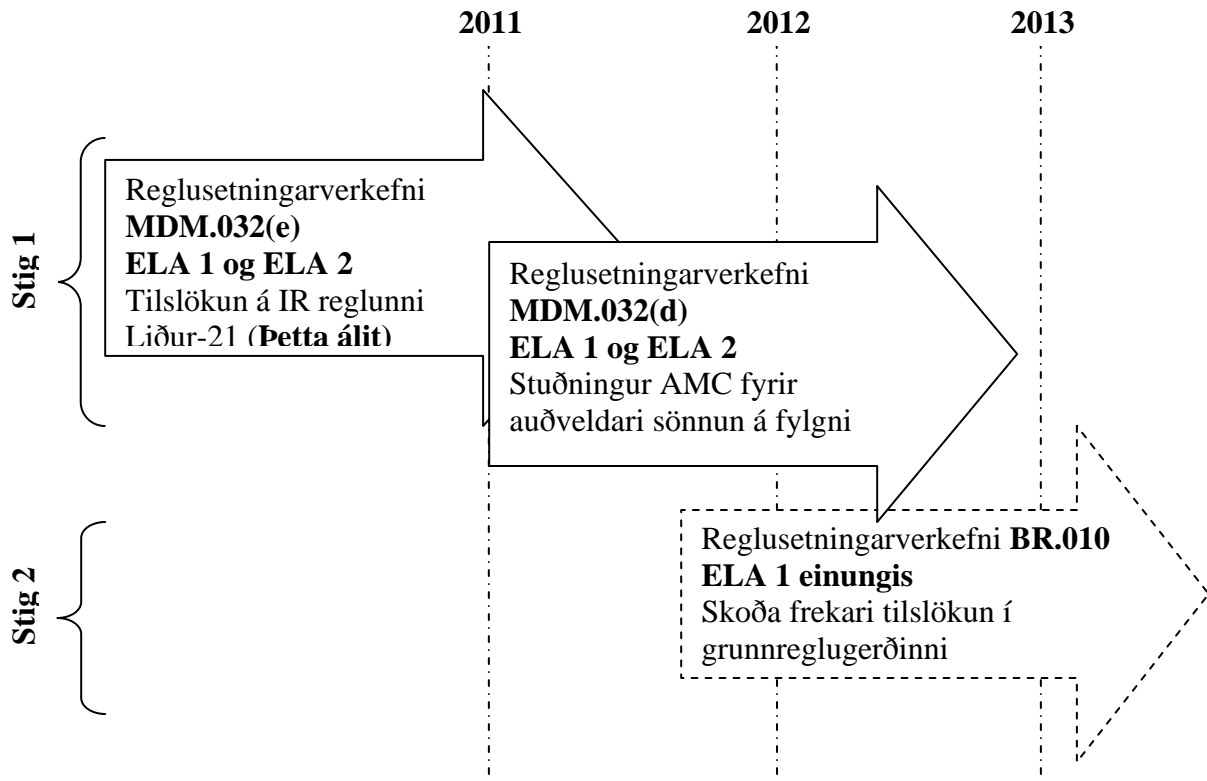 2011 2012 2013
Stig 1
Reglusetningarverkefni
MDM.032(e)
ELA 1 og ELA 2
Tilslökun á IR reglunni
Liður-21 (Þetta álit)
Reglusetningarverkefni
MDM.032(d)
ELA 1 og ELA 2
Stuðningur AMC fyrir
auðveldari sönnun á fylgni
Stig 2
Reglusetningarverkefni BR.010
ELA 1 einungis
Skoða frekari tilslökun í
grunnreglugerðinni